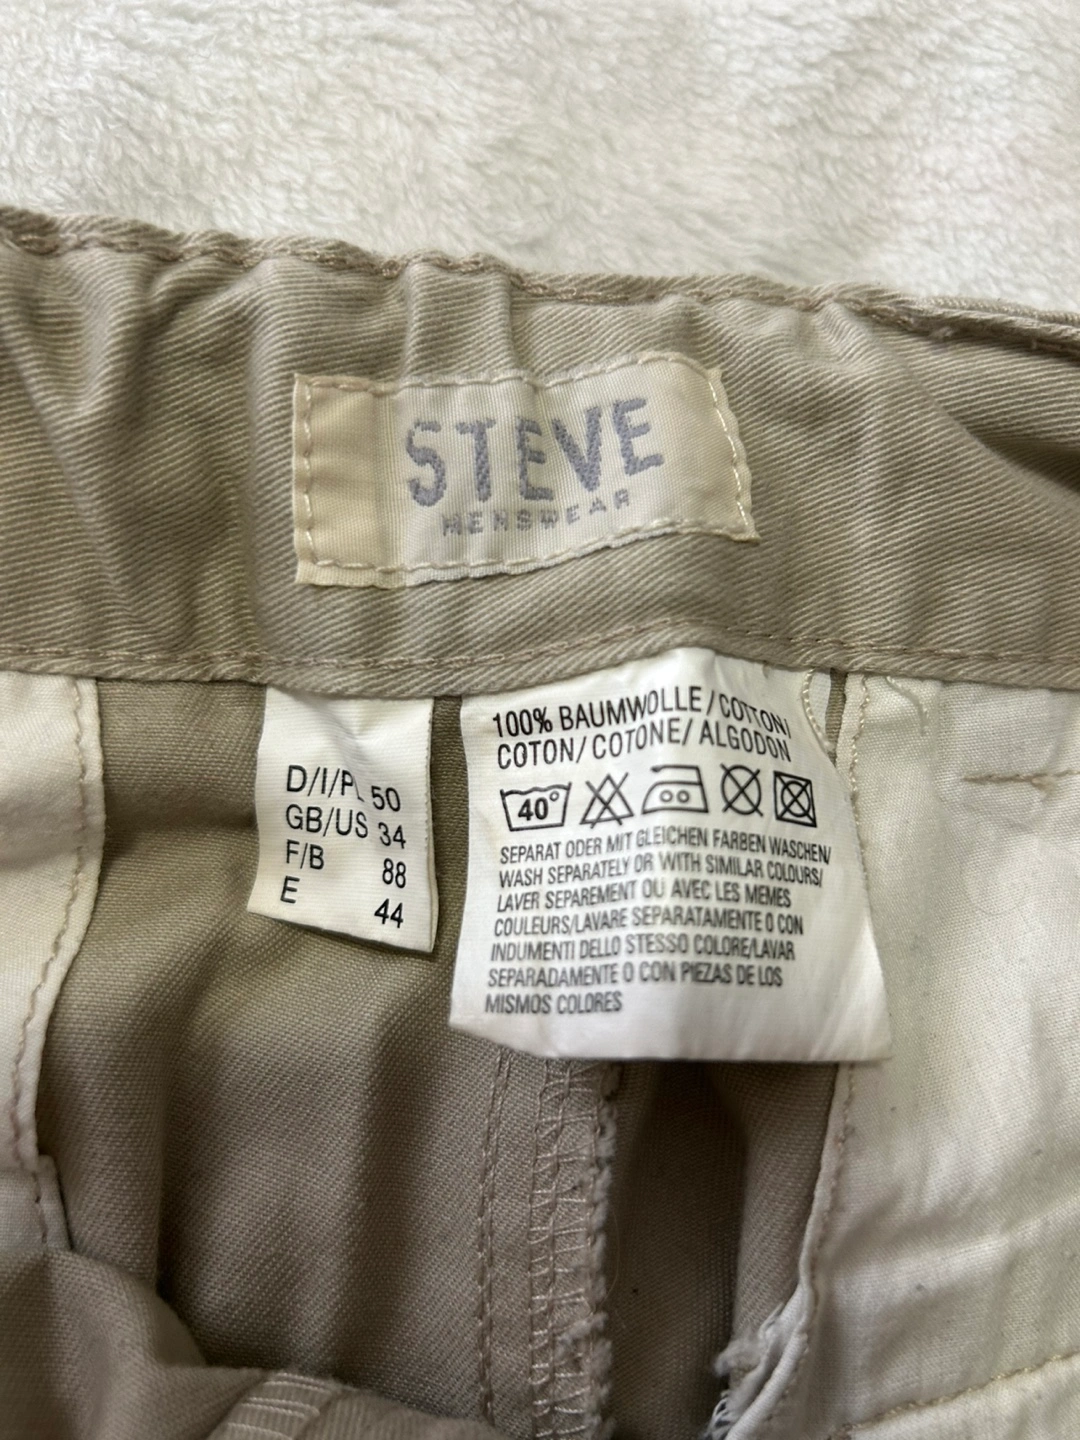 STEVE
MENSWEAR
D/I/PL 50
GB/US 34
F/B 88
E 44
100% BAUMWOLLE/COTTON/
COTON/COTONE/ALGODON
40°
SEPARAT ODER MIT GLEICHEN FARBEN WASCHEN/
WASH SEPARATELY OR WITH SIMILAR COLOURS/
LAVER SEPAREMENT OU AVEC LES MEMES
COULEURS/LAVARE SEPARATAMENTE O CON
INDUMENTI DELLO STESSO COLORE/LAVAR
SEPARADAMENTE O CON PIEZAS DE LOS
MISMOS COLORES